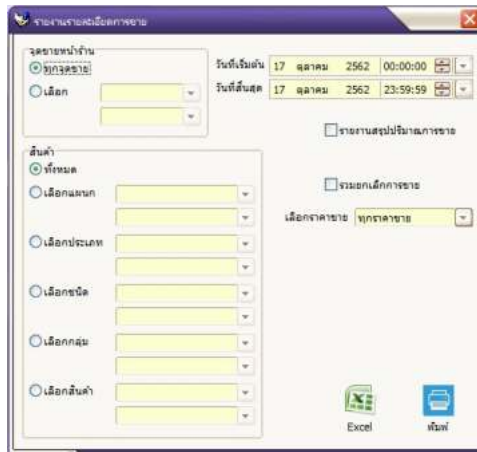 รายงานรายละเอียดการขาย
จุดขายหน้าร้าน
ทุกจุดขาย
เลือก
วันที่เริ่มต้น 17 ตุลาคม 2562 00:00:00
วันที่สิ้นสุด 17 ตุลาคม 2562 23:59:59
รายงานสรุปปริมาณการขาย
รวมยกเลิกการขาย
เลือกราคาขาย ทุกราคาขาย
สินค้า
ทั้งหมด
เลือกแผนก
เลือกประเภท
เลือกชนิด
เลือกกลุ่ม
เลือกสินค้า
Excel
พิมพ์